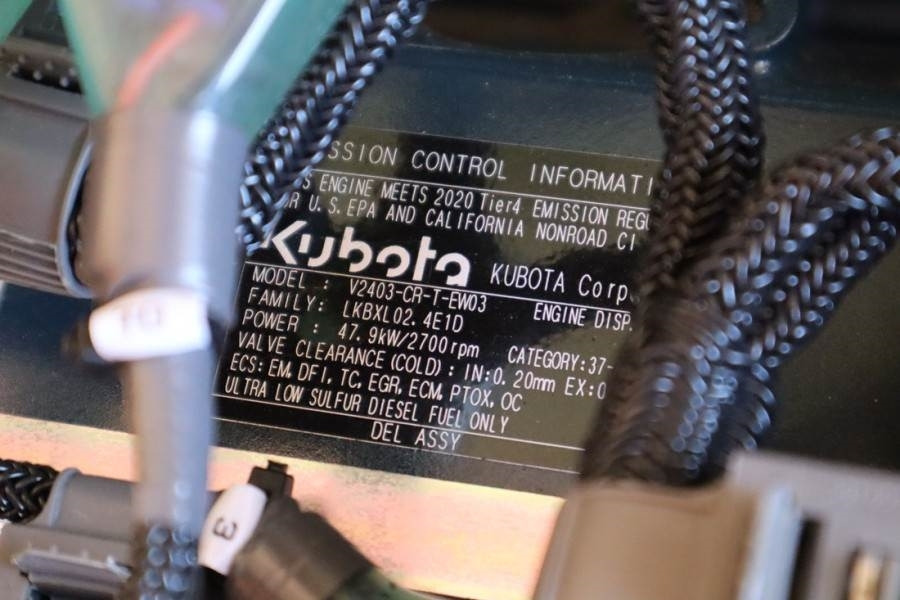 SSION CONTROL INFORMATI
S ENGINE MEETS 2020 Tier4 EMISSION REGU
R U.S. EPA AND CALIFORNIA NONROAD CI
Kubota KUBOTA Corp.
MODEL : V2403-CR-T-EW03 ENGINE DISP.
FAMILY: LKBXL02.4E1D
POWER : 47.9kW/2700rpm CATEGORY:37-
VALVE CLEARANCE (COLD) : IN:0.20mm EX:0
ECS: EM, DFI, TC, EGR, ECM, PTOX, OC
ULTRA LOW SULFUR DIESEL FUEL ONLY
DEL ASSY
3